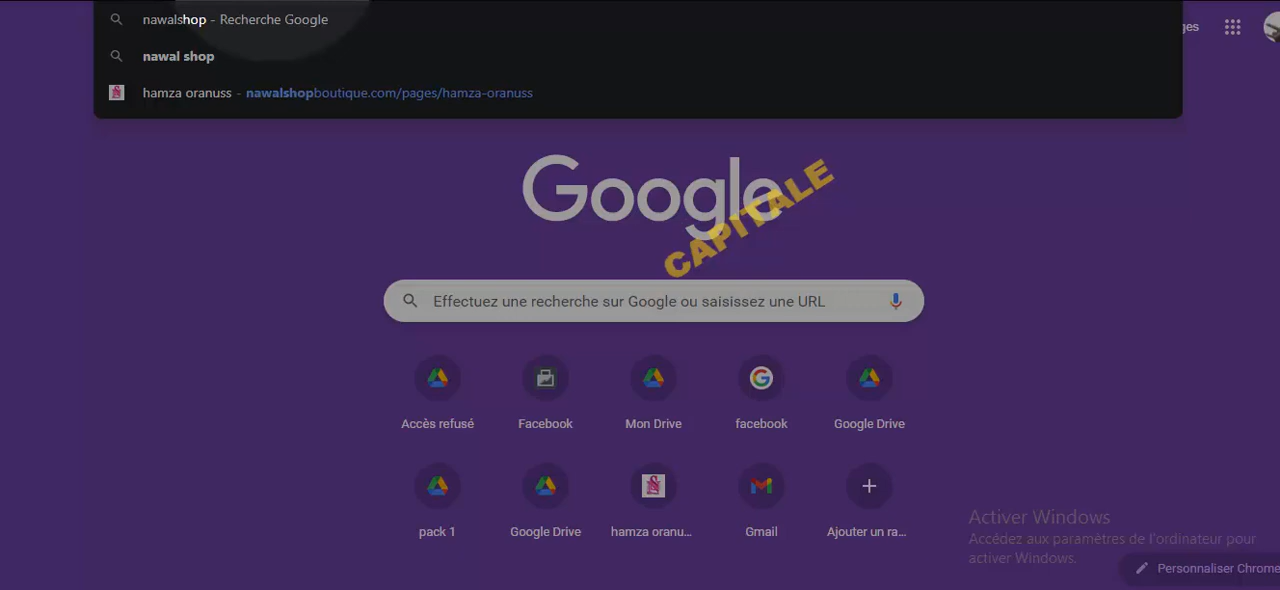 nawalshop - Recherche Google
nawal shop
hamza oranuss - nawalshopboutique.com/pages/hamza-oranuss
ges
Google
CAPITALE
Effectuez une recherche sur Google ou saisissez une URL
Accès refusé
Facebook
Mon Drive
facebook
Google Drive
pack 1
Google Drive
hamza oranu...
Gmail
Ajouter un ra...
Activer Windows
Accédez aux paramètres de l'ordinateur pour
activer Windows.
Personnaliser Chrome